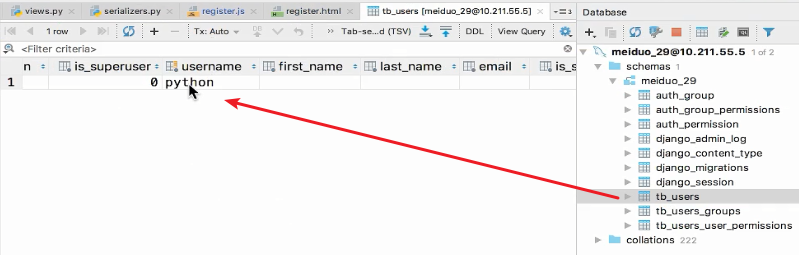 views.py serializers.py register.js register.html tb_users [meiduo_29@10.211.55.5] Database
1 row Tx: Auto Tab-se...d (TSV) DDL View Query
<Filter criteria>
n is_superuser username first_name last_name email is_s
1 0 python
meiduo_29@10.211.55.5 1 of 2
schemas 1
meiduo_29
auth_group
auth_group_permissions
auth_permission
django_admin_log
django_content_type
django_migrations
django_session
tb_users
tb_users_groups
tb_users_user_permissions
collations 222